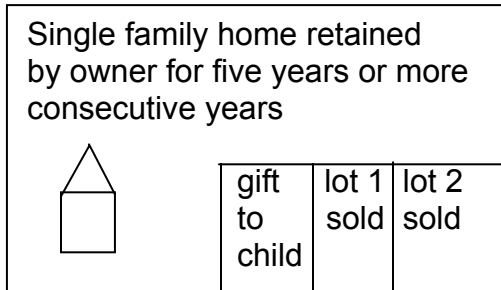 Single family home retained
by owner for five years or more
consecutive years
gift lot 1 lot 2
to sold sold
child